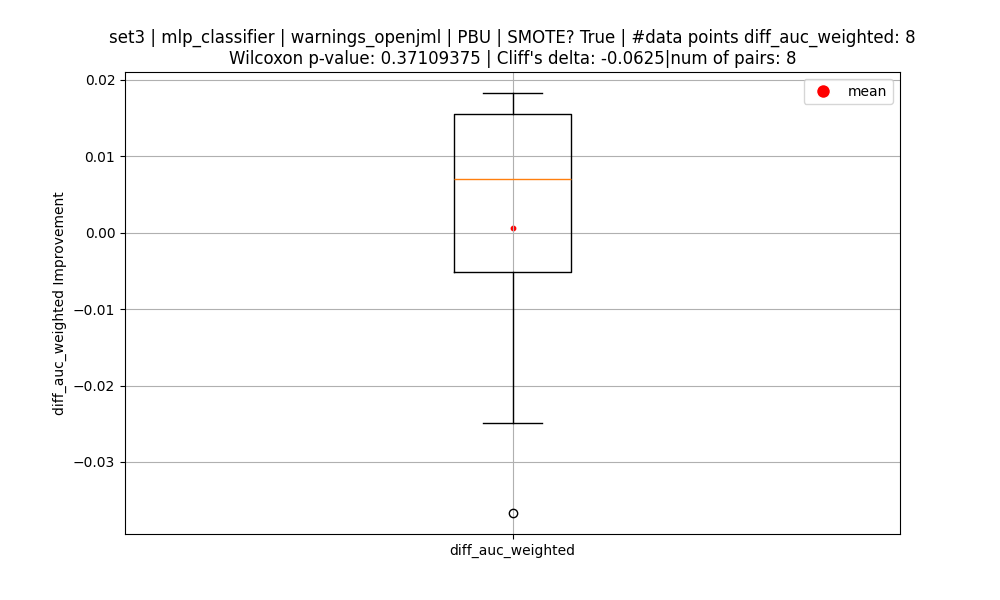 set3 | mlp_classifier | warnings_openjml | PBU | SMOTE? True | #data points diff_auc_weighted: 8
Wilcoxon p-value: 0.37109375 | Cliff's delta: -0.0625|num of pairs: 8
mean
0.02
0.01
0.00
−0.01
−0.02
−0.03
diff_auc_weighted Improvement
diff_auc_weighted